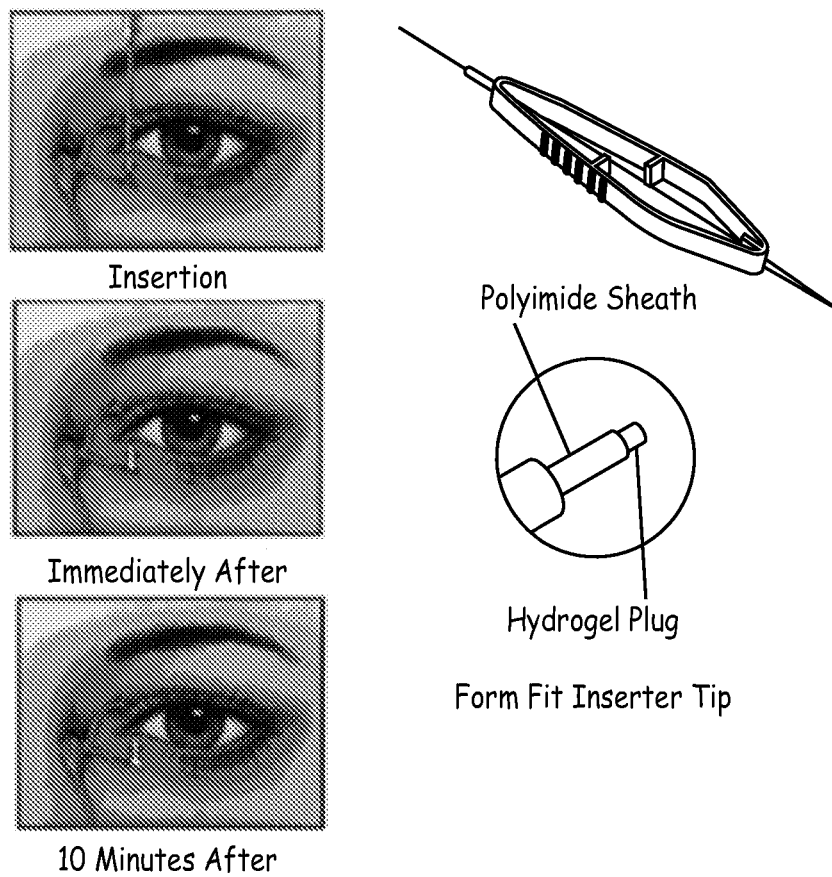 Insertion
Immediately After
10 Minutes After
Polyimide Sheath
Hydrogel Plug
Form Fit Inserter Tip